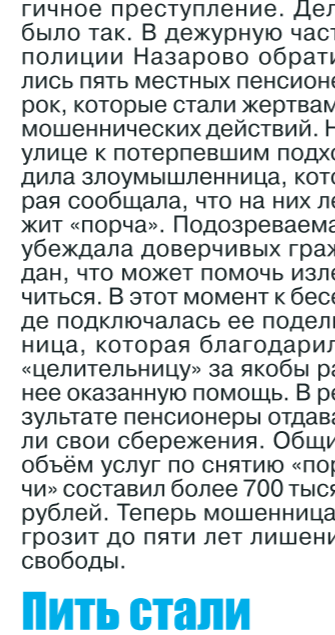 гичное преступление. Дел
было так. В дежурную част
полиции Назарово обрати
лись пять местных пенсионе
рок, которые стали жертвам
мошеннических действий. Н
улице к потерпевшим подхо
дила злоумышленница, кото
рая сообщала, что на них ле
жит «порча». Подозреваема
убеждала доверчивых граж
дан, что может помочь изле
читься. В этот момент к бесе
де подключалась ее подель
ница, которая благодарил
«целительницу» за якобы ра
нее оказанную помощь. В ре
зультате пенсионеры отдава
ли свои сбережения. Общи
объём услуг по снятию «пор
чи» составил более 700 тыся
рублей. Теперь мошенница
грозит до пяти лет лишени
свободы.
Пить стали